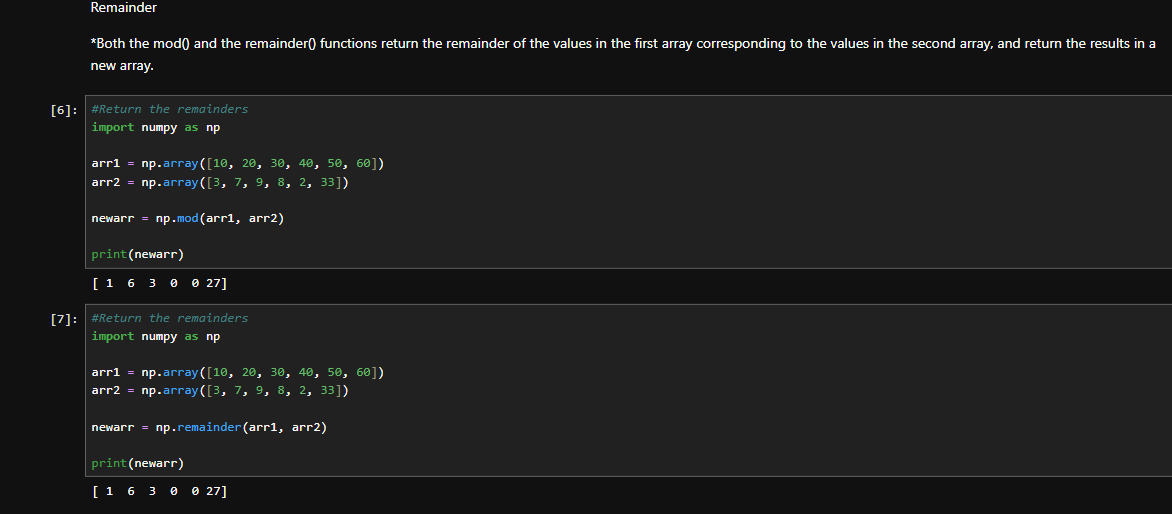 Remainder
*Both the mod() and the remainder() functions return the remainder of the values in the first array corresponding to the values in the second array, and return the results in a
new array.
[6]:
#Return the remainders
import numpy as np
arr1 = np.array([10, 20, 30, 40, 50, 60])
arr2 = np.array([3, 7, 9, 8, 2, 33])
newarr = np.mod(arr1, arr2)
print(newarr)
[ 1  6  3  0  0 27]
[7]:
#Return the remainders
import numpy as np
arr1 = np.array([10, 20, 30, 40, 50, 60])
arr2 = np.array([3, 7, 9, 8, 2, 33])
newarr = np.remainder(arr1, arr2)
print(newarr)
[ 1  6  3  0  0 27]